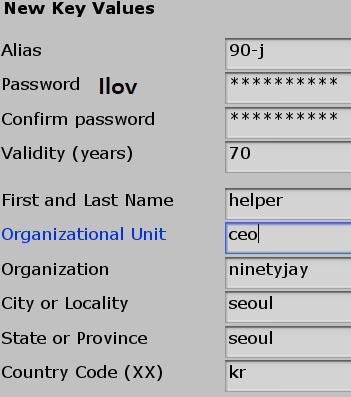 New Key Values
Alias 90-j
Password Ilov **********
Confirm password **********
Validity (years) 70
First and Last Name helper
Organizational Unit ceo
Organization ninetyjay
City or Locality seoul
State or Province seoul
Country Code (XX) kr